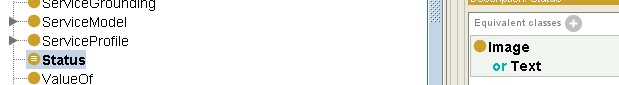 ServiceGrounding
ServiceModel
ServiceProfile
Status
ValueOf
Description: Status
Equivalent classes
Image
or Text